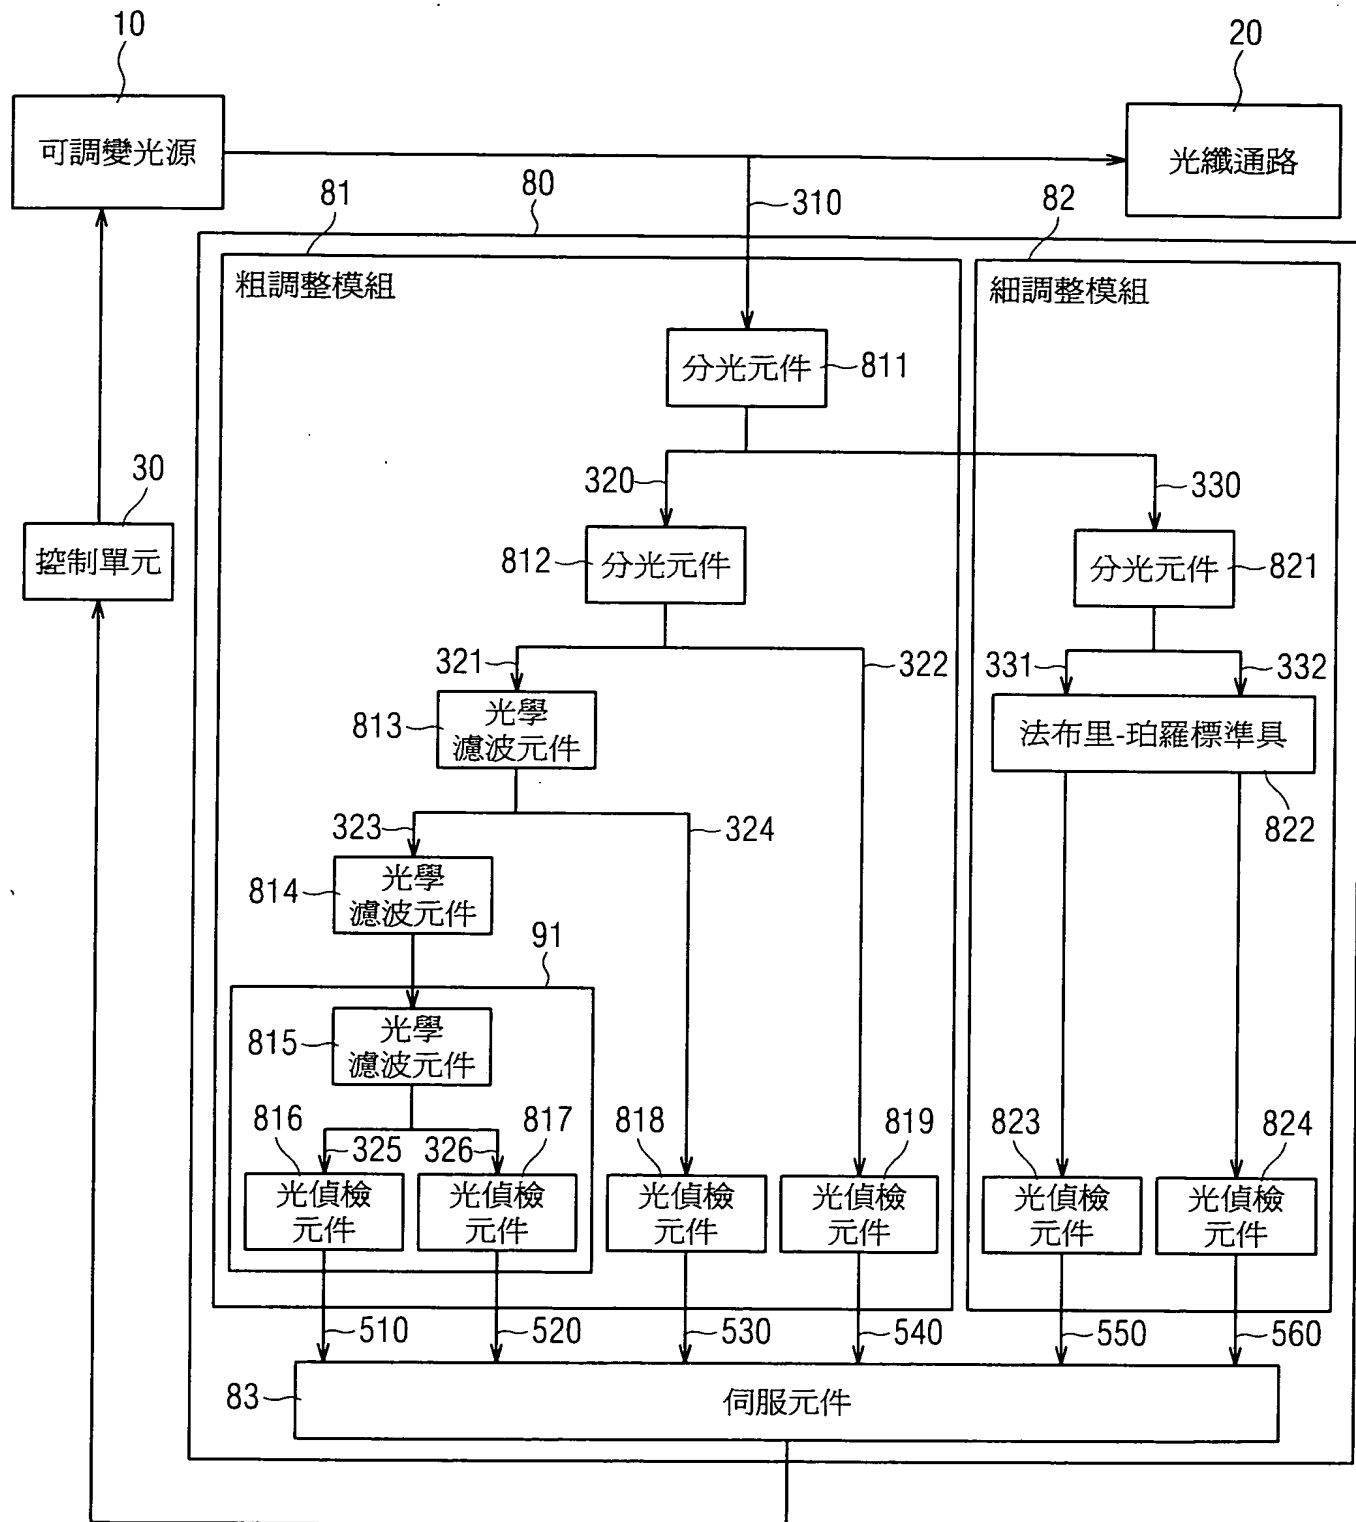 10
20
可調變光源
光纖通路
81
80
310
82
粗調整模組
細調整模組
分光元件
811
320
330
30
控制單元
812
分光元件
分光元件
821
321
322
331
332
813
光學
濾波元件
法布里-珀羅標準具
822
323
324
814
光學
濾波元件
91
815
光學
濾波元件
816
325
326
817
818
819
823
824
光偵檢
元件
光偵檢
元件
光偵檢
元件
光偵檢
元件
光偵檢
元件
光偵檢
元件
510
520
530
540
550
560
83
伺服元件